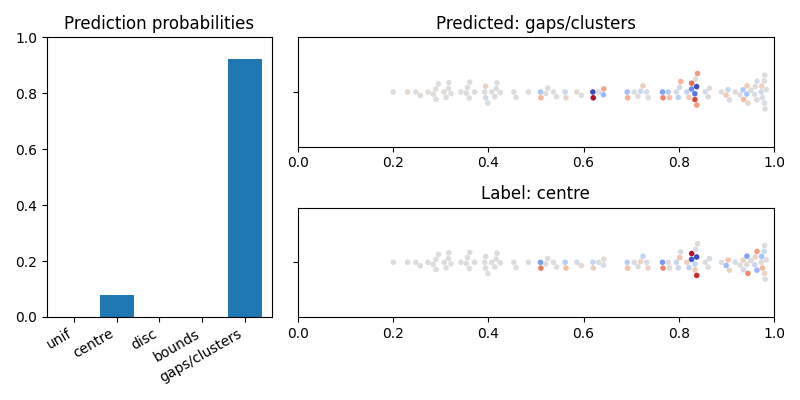 Prediction probabilities
1.0
0.8
0.6
0.4
0.2
0.0
unif
centre
disc
bounds
gaps/clusters
Predicted: gaps/clusters
0.0 0.2 0.4 0.6 0.8 1.0
Label: centre
0.0 0.2 0.4 0.6 0.8 1.0